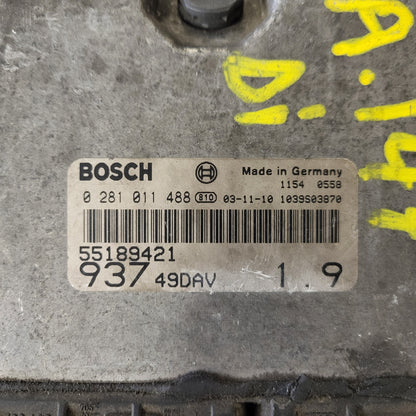 A.147
Di
BOSCH Made in Germany
1154 0558
0 281 011 488 810 03-11-10 1039S03870
55189421
937 49DAV 1.9